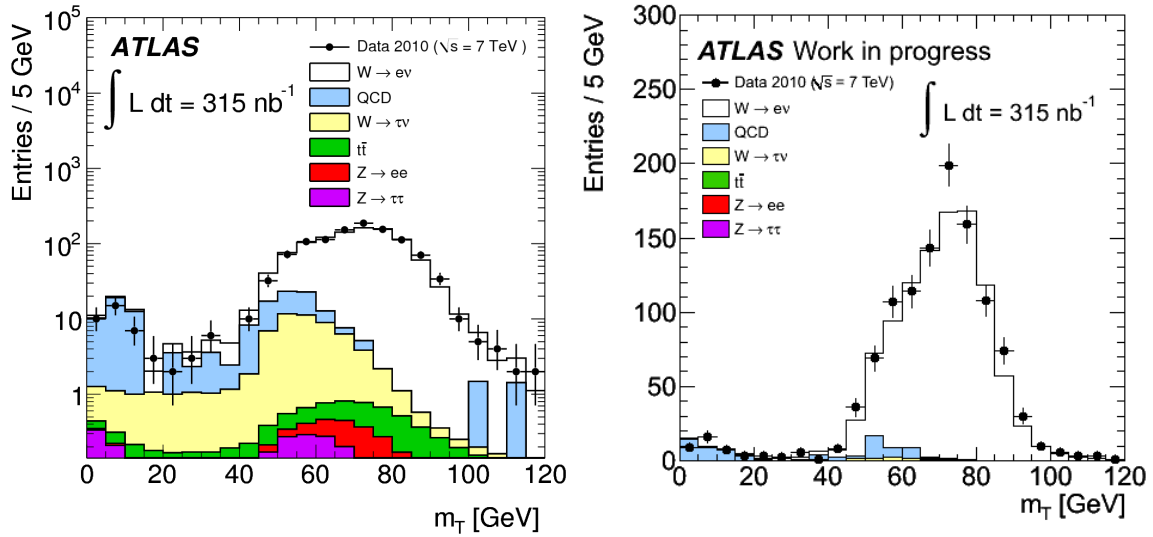 Entries / 5 GeV
10⁵
10⁴
10³
10²
10
1
ATLAS
∫ L dt = 315 nb⁻¹
Data 2010 (√s = 7 TeV )
W → eν
QCD
W → τν
tt̄
Z → ee
Z → ττ
0 20 40 60 80 100 120
m_T [GeV]
Entries / 5 GeV
300
250
200
150
100
50
0
ATLAS Work in progress
Data 2010 (√s = 7 TeV)
∫ L dt = 315 nb⁻¹
W → eν
QCD
W → τν
tt̄
Z → ee
Z → ττ
0 20 40 60 80 100 120
m_T [GeV]